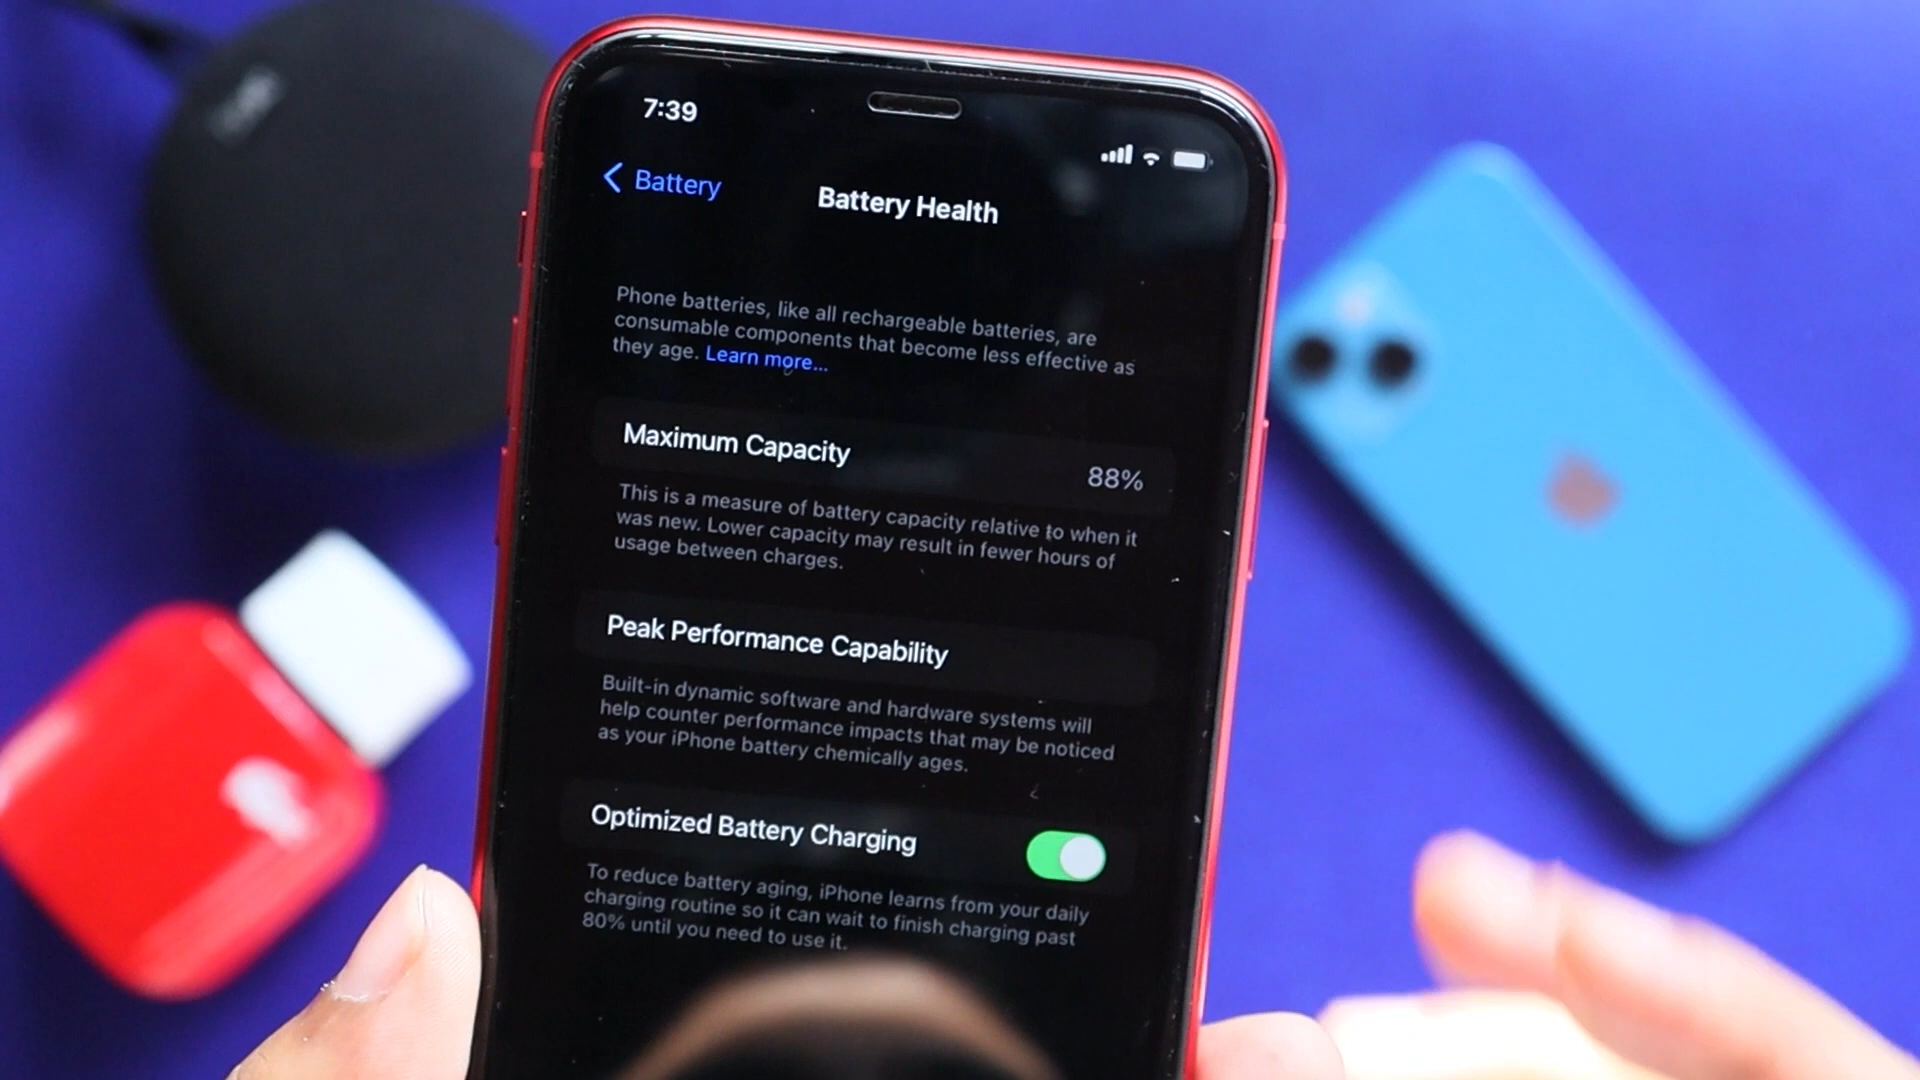 7:39
Battery
Battery Health
Phone batteries, like all rechargeable batteries, are
consumable components that become less effective as
they age. Learn more...
Maximum Capacity
88%
This is a measure of battery capacity relative to when it
was new. Lower capacity may result in fewer hours of
usage between charges.
Peak Performance Capability
Built-in dynamic software and hardware systems will
help counter performance impacts that may be noticed
as your iPhone battery chemically ages.
Optimized Battery Charging
To reduce battery aging, iPhone learns from your daily
charging routine so it can wait to finish charging past
80% until you need to use it.